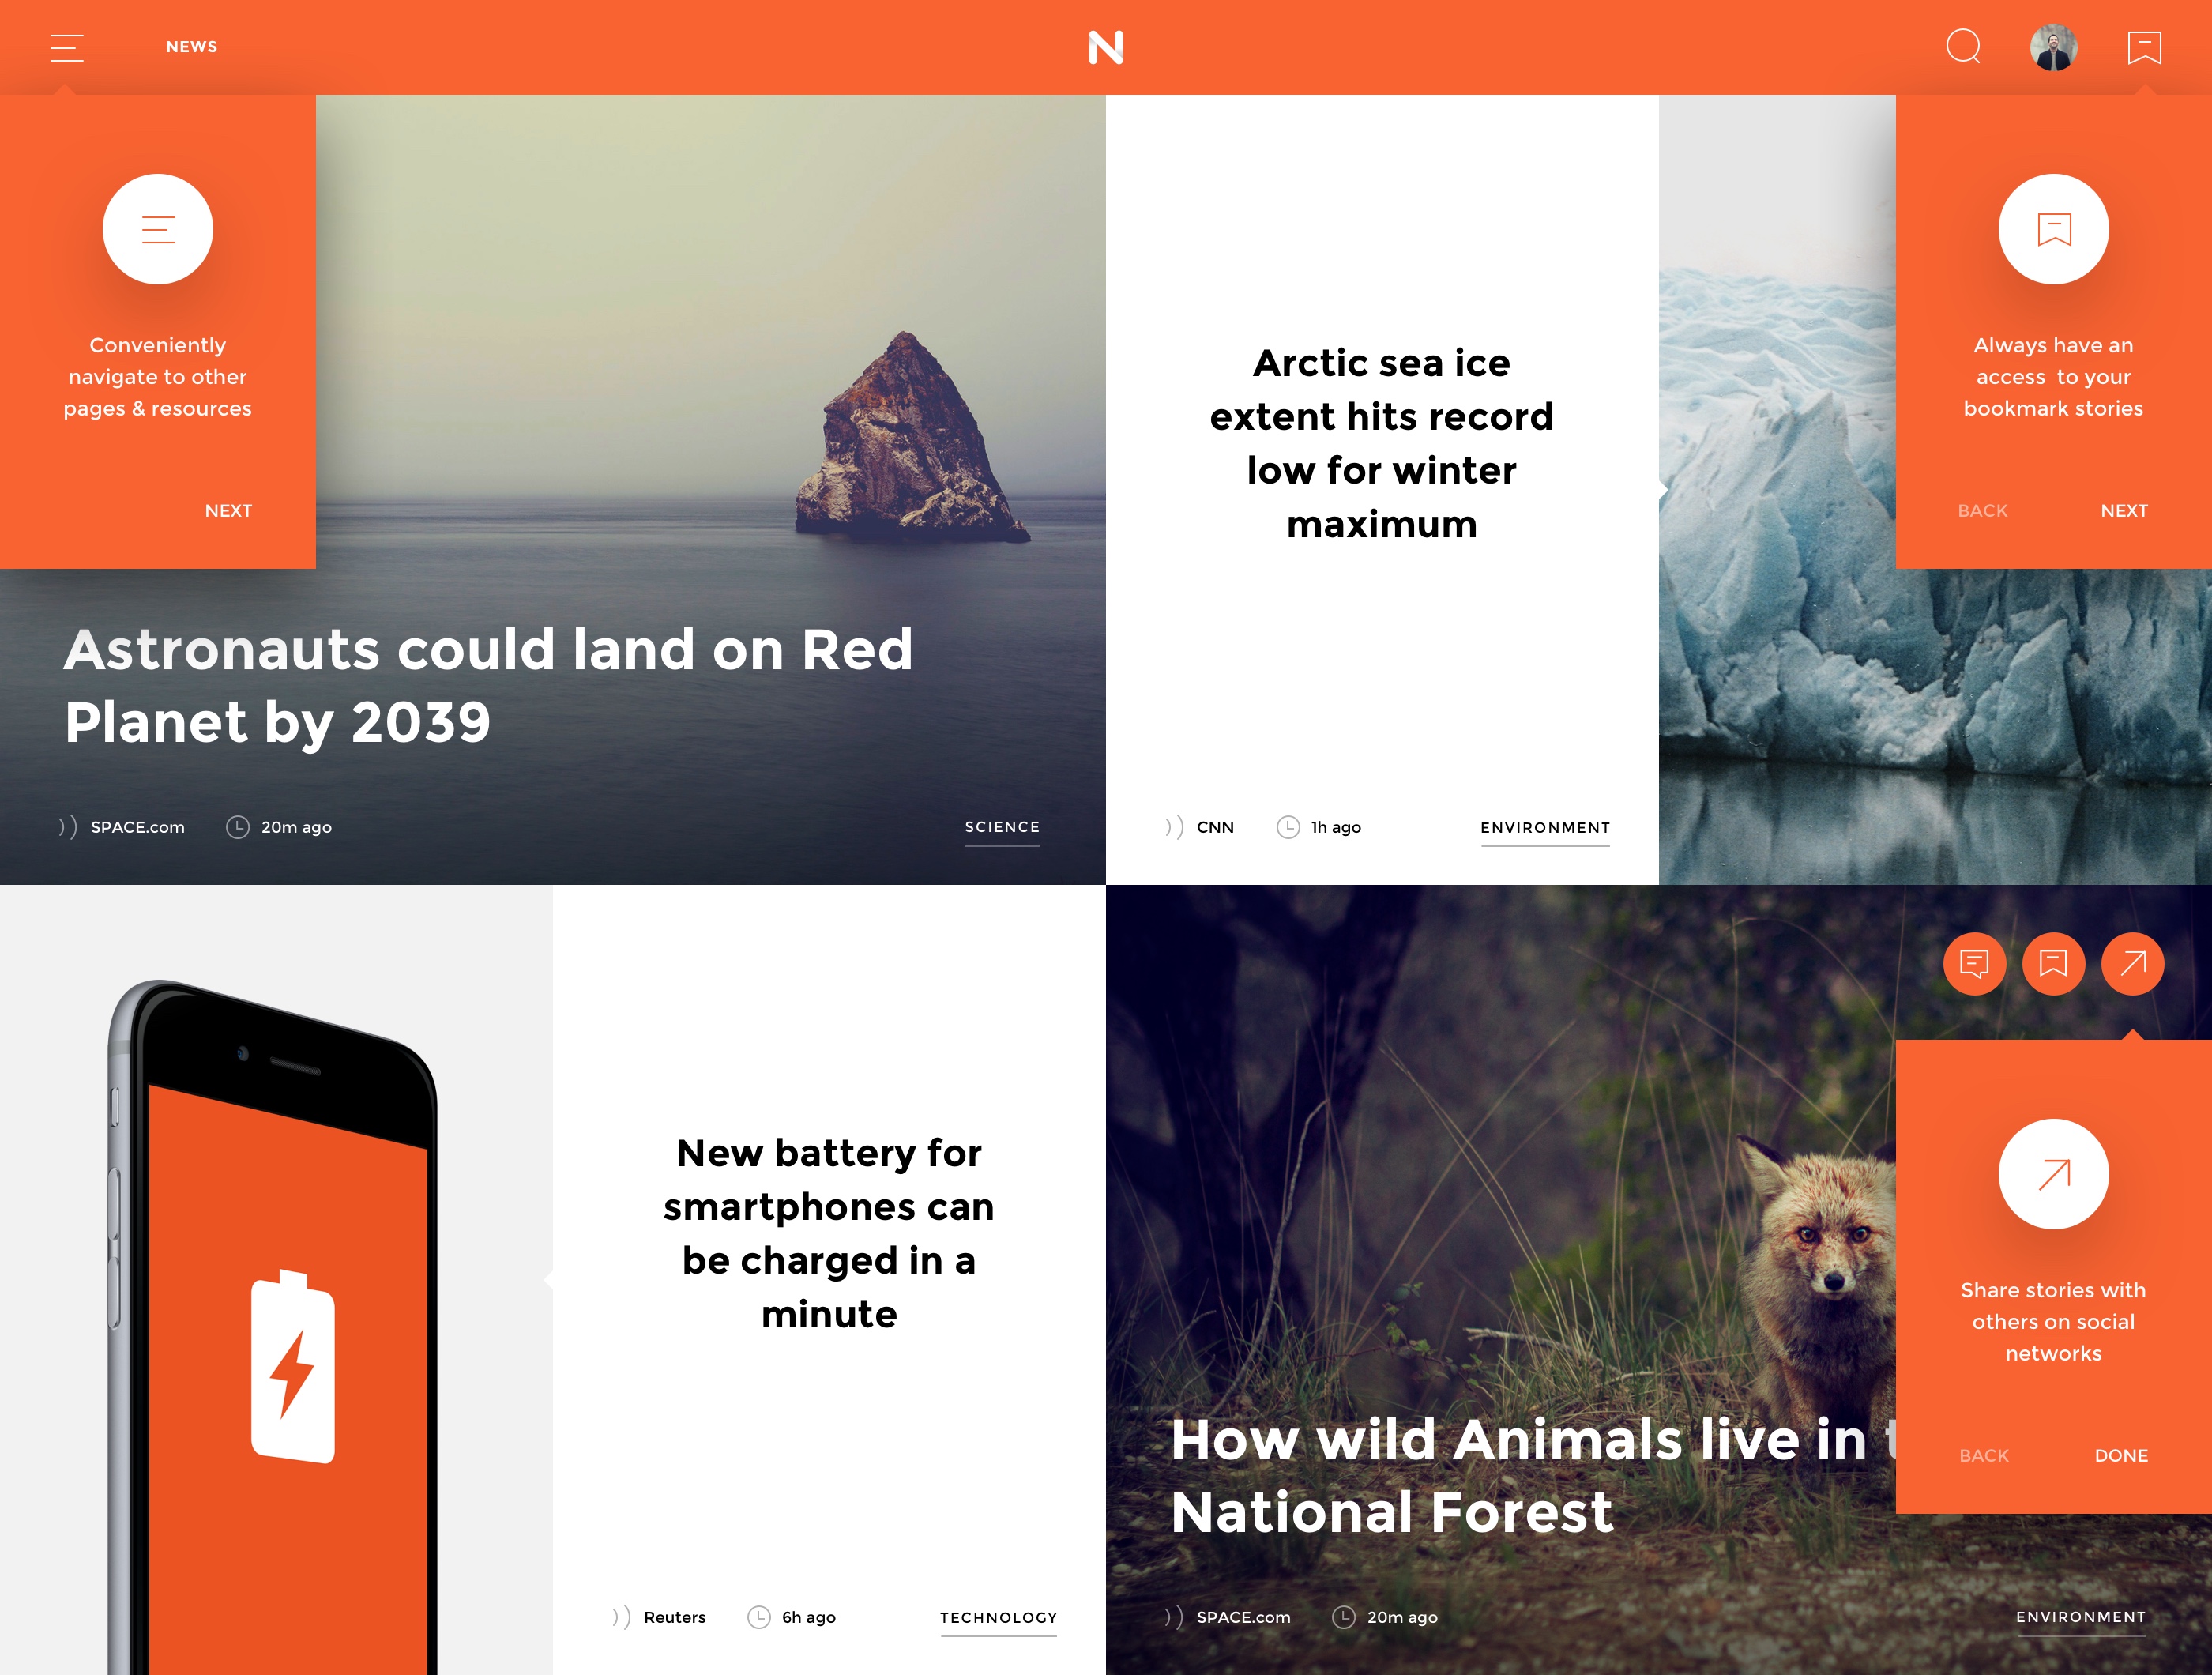 NEWS
N
Conveniently
navigate to other
pages & resources
NEXT
Astronauts could land on Red
Planet by 2039
SPACE.com
20m ago
SCIENCE
Arctic sea ice
extent hits record
low for winter
maximum
CNN
1h ago
ENVIRONMENT
Always have an
access  to your
bookmark stories
BACK
NEXT
New battery for
smartphones can
be charged in a
minute
Reuters
6h ago
TECHNOLOGY
How wild Animals live in
National Forest
SPACE.com
20m ago
ENVIRONMENT
Share stories with
others on social
networks
BACK
DONE